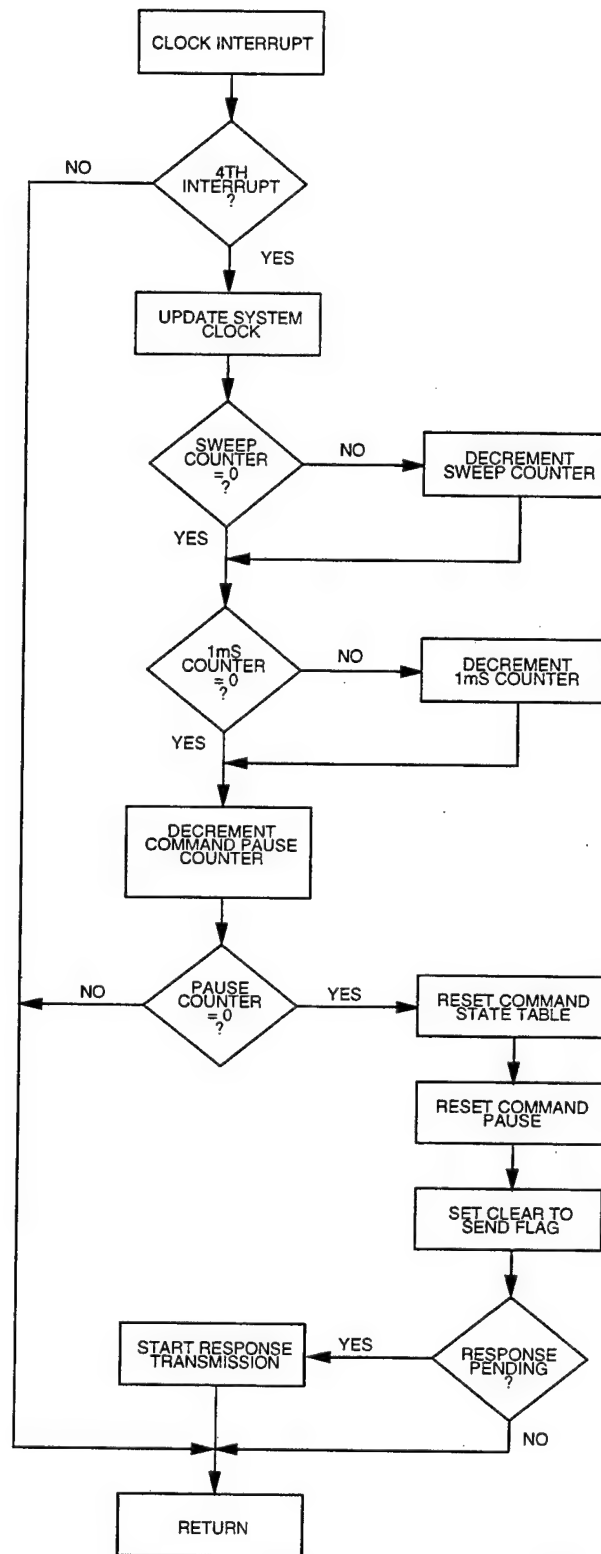 CLOCK INTERRUPT
4TH
INTERRUPT
?
NO
YES
UPDATE SYSTEM
CLOCK
SWEEP
COUNTER
= 0
?
NO
DECREMENT
SWEEP COUNTER
YES
1mS
COUNTER
= 0
?
NO
DECREMENT
1mS COUNTER
YES
DECREMENT
COMMAND PAUSE
COUNTER
PAUSE
COUNTER
= 0
?
NO
YES
RESET COMMAND
STATE TABLE
RESET COMMAND
PAUSE
SET CLEAR TO
SEND FLAG
RESPONSE
PENDING
?
YES
START RESPONSE
TRANSMISSION
NO
RETURN